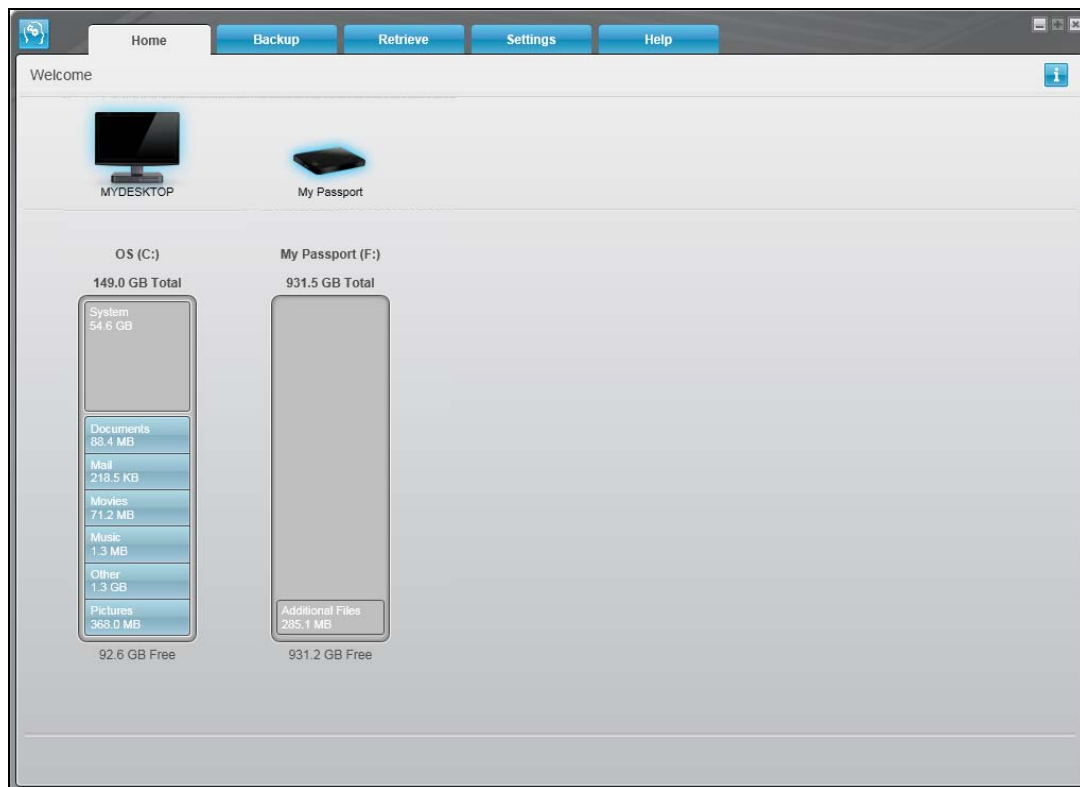 Home
Backup
Retrieve
Settings
Help
Welcome
MYDESKTOP
My Passport
OS (C:)
149.0 GB Total
System
54.6 GB
Documents
88.4 MB
Mail
218.5 KB
Movies
71.2 MB
Music
1.3 MB
Other
1.3 GB
Pictures
368.0 MB
92.6 GB Free
My Passport (F:)
931.5 GB Total
Additional Files
285.1 MB
931.2 GB Free